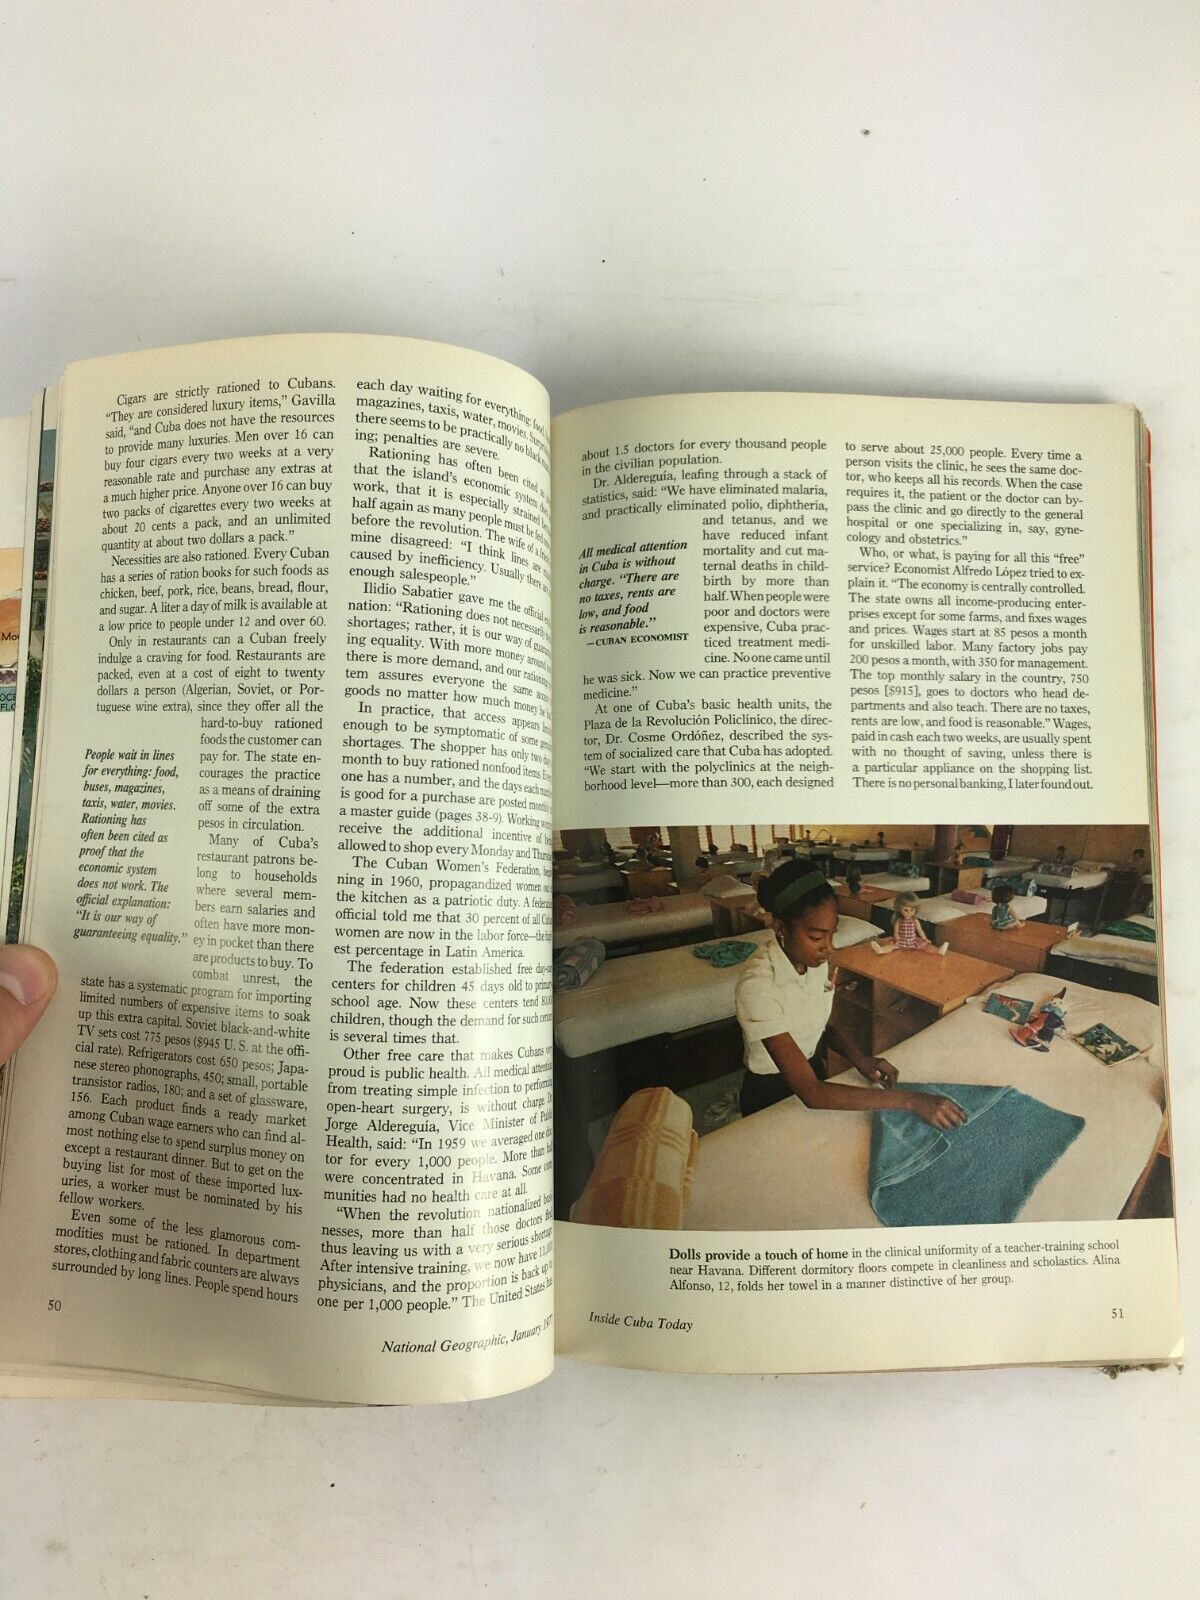 Cigars are strictly rationed to Cubans.
“They are considered luxury items,” Gavilla
said, “and Cuba does not have the resources
to provide many luxuries. Men over 16 can
buy four cigars every two weeks at a very
reasonable rate and purchase any extras at
a much higher price. Anyone over 16 can buy
two packs of cigarettes every two weeks at
about 20 cents a pack, and an unlimited
quantity at about two dollars a pack.”
Necessities are also rationed. Every Cuban
has a series of ration books for such foods as
chicken, beef, pork, rice, beans, bread, flour,
and sugar. A liter a day of milk is available at
a low price to people under 12 and over 60.
Only in restaurants can a Cuban freely
indulge a craving for food. Restaurants are
packed, even at a cost of eight to twenty
dollars a person (Algerian, Soviet, or Por-
tuguese wine extra), since they offer all the
hard-to-buy rationed
foods the customer can
pay for. The state en-
courages the practice
as a means of draining
off some of the extra
pesos in circulation.
Many of Cuba's
restaurant patrons be-
long to households
where several mem-
bers earn salaries and
often have more mon-
ey in pocket than there
are products to buy. To
combat unrest, the
state has a systematic program for importing
limited numbers of expensive items to soak
up this extra capital. Soviet black-and-white
TV sets cost 775 pesos ($945 U. S. at the offi-
cial rate). Refrigerators cost 650 pesos; Japa-
nese stereo phonographs, 450; small, portable
transistor radios, 180; and a set of glassware,
156. Each product finds a ready market
among Cuban wage earners who can find al-
most nothing else to spend surplus money on
except a restaurant dinner. But to get on the
buying list for most of these imported lux-
uries, a worker must be nominated by his
fellow workers.
Even some of the less glamorous com-
modities must be rationed. In department
stores, clothing and fabric counters are always
surrounded by long lines. People spend hours
People wait in lines
for everything: food,
buses, magazines,
taxis, water, movies.
Rationing has
often been cited as
proof that the
economic system
does not work. The
official explanation:
“It is our way of
guaranteeing equality.”
each day waiting for everything: food,
magazines, taxis, water, movies.
there seems to be practically no black
ing; penalties are severe.
Rationing has often been cited as
that the island's economic system
work, that it is especially strained
half again as many people must be fed
before the revolution. The wife of a
mine disagreed: “I think lines are
caused by inefficiency. Usually there
enough salespeople.”
Ilidio Sabatier gave me the official
nation: “Rationing does not necessarily
shortages; rather, it is our way of
ing equality. With more money around
there is more demand, and our rationing
tem assures everyone the same
goods no matter how much money he
In practice, that access appears
enough to be symptomatic of some
shortages. The shopper has only two
month to buy rationed nonfood items.
one has a number, and the days each
is good for a purchase are posted monthly
a master guide (pages 38-9). Working
receive the additional incentive of
allowed to shop every Monday and
The Cuban Women's Federation,
ning in 1960, propagandized women out
the kitchen as a patriotic duty. A
official told me that 30 percent of all
women are now in the labor force—the
est percentage in Latin America.
The federation established free
centers for children 45 days old to
school age. Now these centers tend
children, though the demand for such
is several times that.
Other free care that makes Cubans
proud is public health. All medical attention,
from treating simple infection to performing
open-heart surgery, is without charge.
Jorge Aldereguía, Vice Minister of
Health, said: “In 1959 we averaged one
tor for every 1,000 people. More than
were concentrated in Havana. Some
munities had no health care at all.
“When the revolution nationalized
nesses, more than half those doctors
thus leaving us with a very serious shortage.
After intensive training, we now have
physicians, and the proportion is back up to
one per 1,000 people.” The United States has
50
National Geographic, January
about 1.5 doctors for every thousand people
in the civilian population.
Dr. Aldereguía, leafing through a stack of
statistics, said: “We have eliminated malaria,
and practically eliminated polio, diphtheria,
and tetanus, and we
have reduced infant
mortality and cut ma-
ternal deaths in child-
birth by more than
half. When people were
poor and doctors were
expensive, Cuba prac-
ticed treatment medi-
cine. No one came until
he was sick. Now we can practice preventive
medicine.”
At one of Cuba's basic health units, the
Plaza de la Revolución Policlínico, the direc-
tor, Dr. Cosme Ordóñez, described the sys-
tem of socialized care that Cuba has adopted.
“We start with the polyclinics at the neigh-
borhood level—more than 300, each designed
All medical attention
in Cuba is without
charge. “There are
no taxes, rents are
low, and food
is reasonable.”
—CUBAN ECONOMIST
to serve about 25,000 people. Every time a
person visits the clinic, he sees the same doc-
tor, who keeps all his records. When the case
requires it, the patient or the doctor can by-
pass the clinic and go directly to the general
hospital or one specializing in, say, gyne-
cology and obstetrics.”
Who, or what, is paying for all this “free”
service? Economist Alfredo López tried to ex-
plain it. “The economy is centrally controlled.
The state owns all income-producing enter-
prises except for some farms, and fixes wages
and prices. Wages start at 85 pesos a month
for unskilled labor. Many factory jobs pay
200 pesos a month, with 350 for management.
The top monthly salary in the country, 750
pesos [$915], goes to doctors who head de-
partments and also teach. There are no taxes,
rents are low, and food is reasonable.” Wages,
paid in cash each two weeks, are usually spent
with no thought of saving, unless there is
a particular appliance on the shopping list.
There is no personal banking, I later found out.
Dolls provide a touch of home in the clinical uniformity of a teacher-training school
near Havana. Different dormitory floors compete in cleanliness and scholastics. Alina
Alfonso, 12, folds her towel in a manner distinctive of her group.
Inside Cuba Today
51